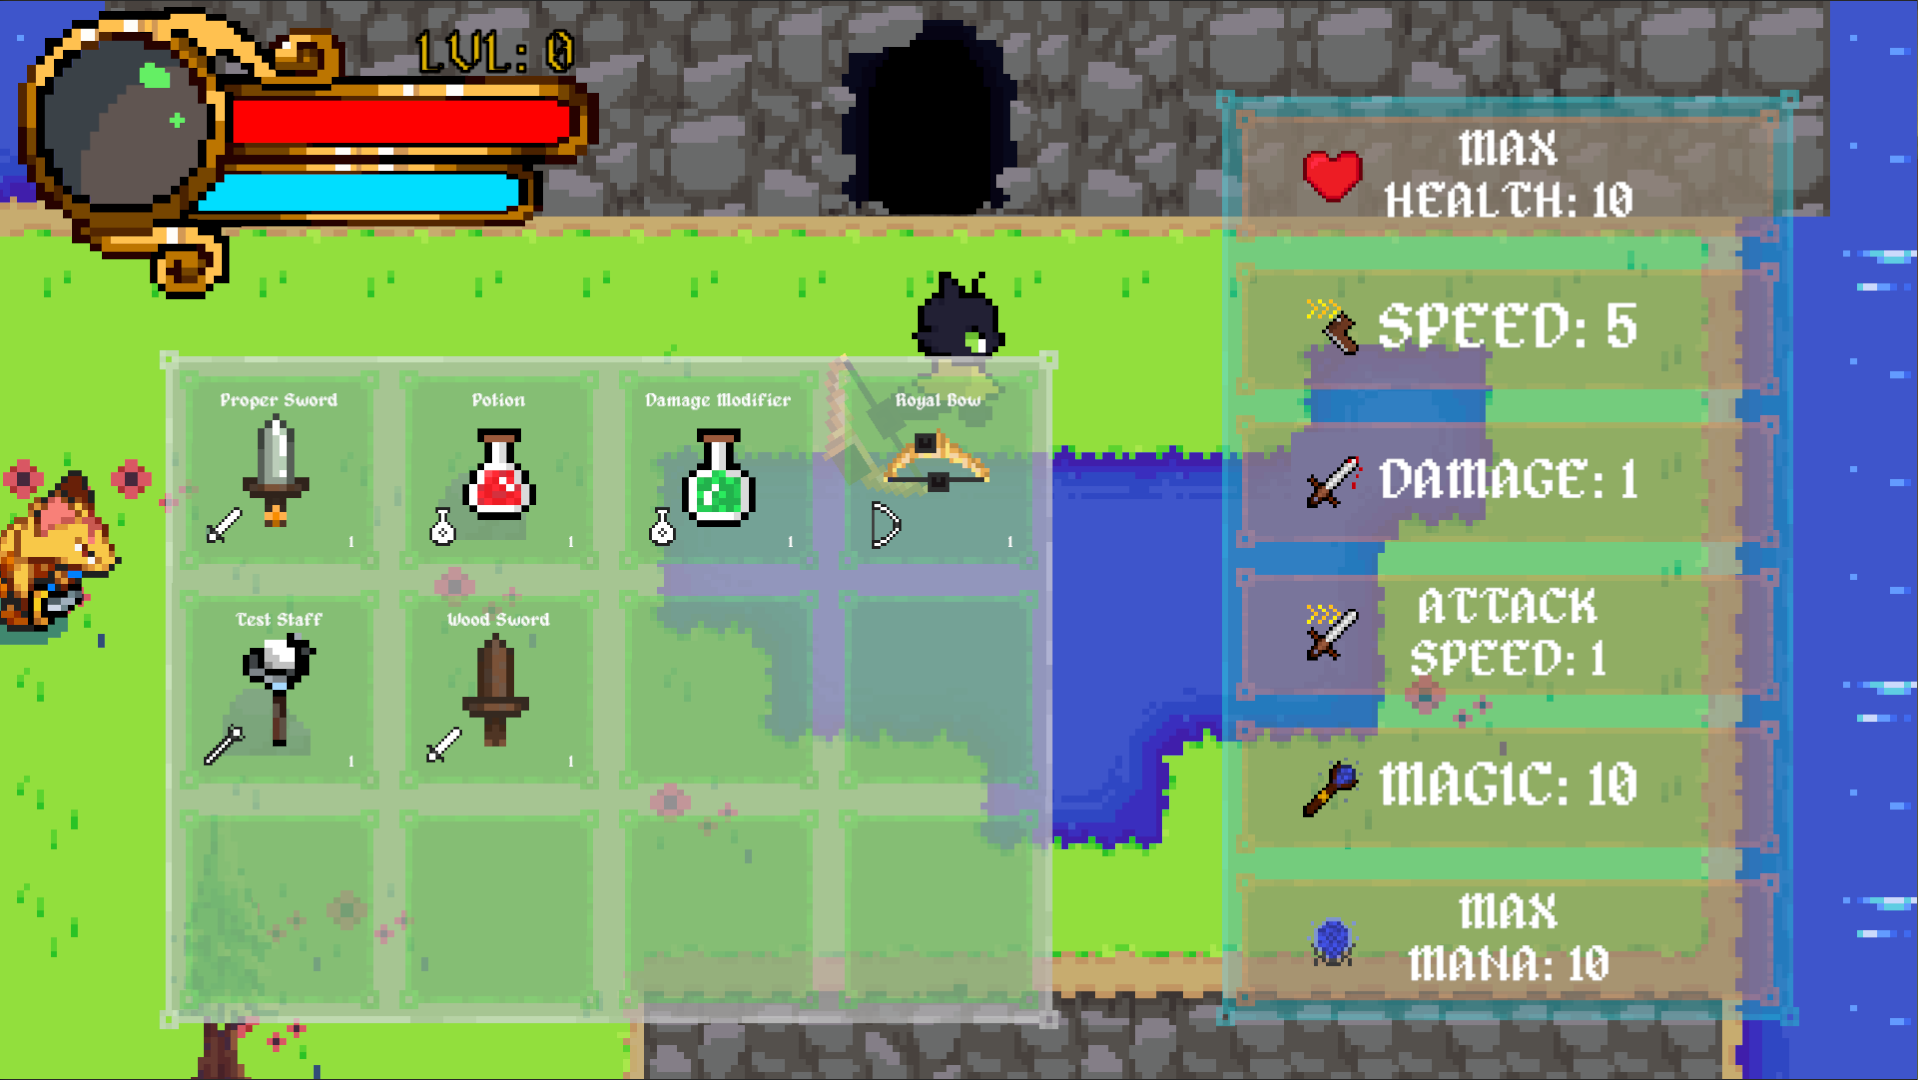 LVL: 0
MAX
HEALTH: 10
SPEED: 5
DAMAGE: 1
ATTACK
SPEED: 1
MAGIC: 10
MAX
MANA: 10
Proper Sword
1
Potion
1
Damage Modifier
1
Royal Bow
1
Test Staff
1
Wood Sword
1